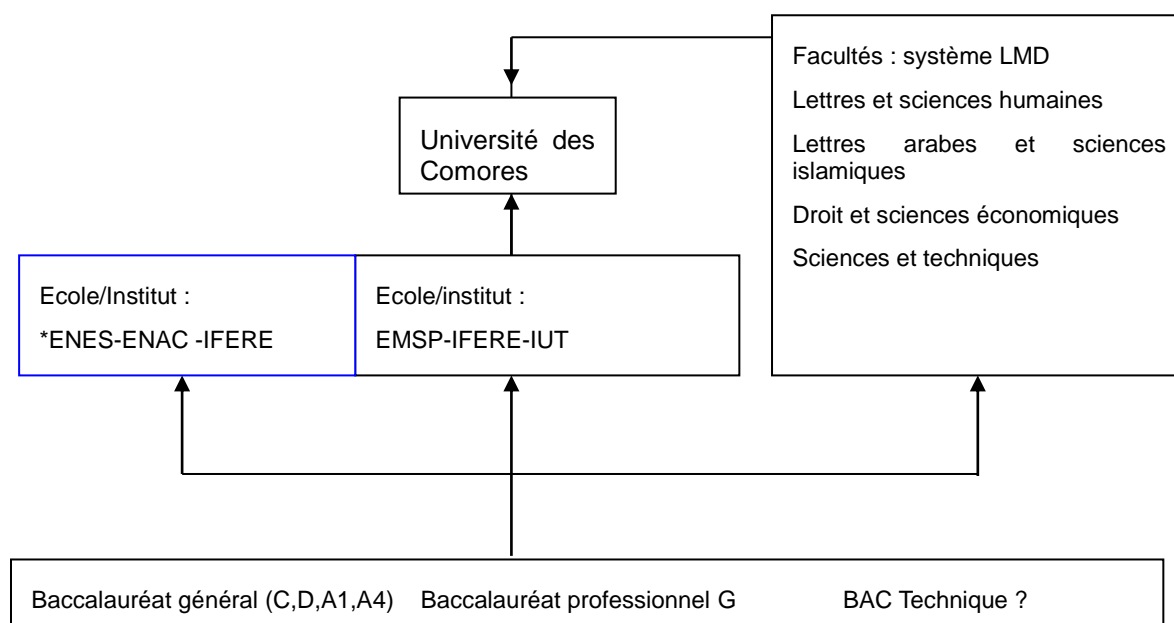 Facultés : système LMD
Lettres et sciences humaines
Lettres arabes et sciences
islamiques
Droit et sciences économiques
Sciences et techniques
Université des
Comores
Ecole/Institut :
*ENES-ENAC -IFERE
Ecole/institut :
EMSP-IFERE-IUT
Baccalauréat général (C,D,A1,A4) Baccalauréat professionnel G BAC Technique ?